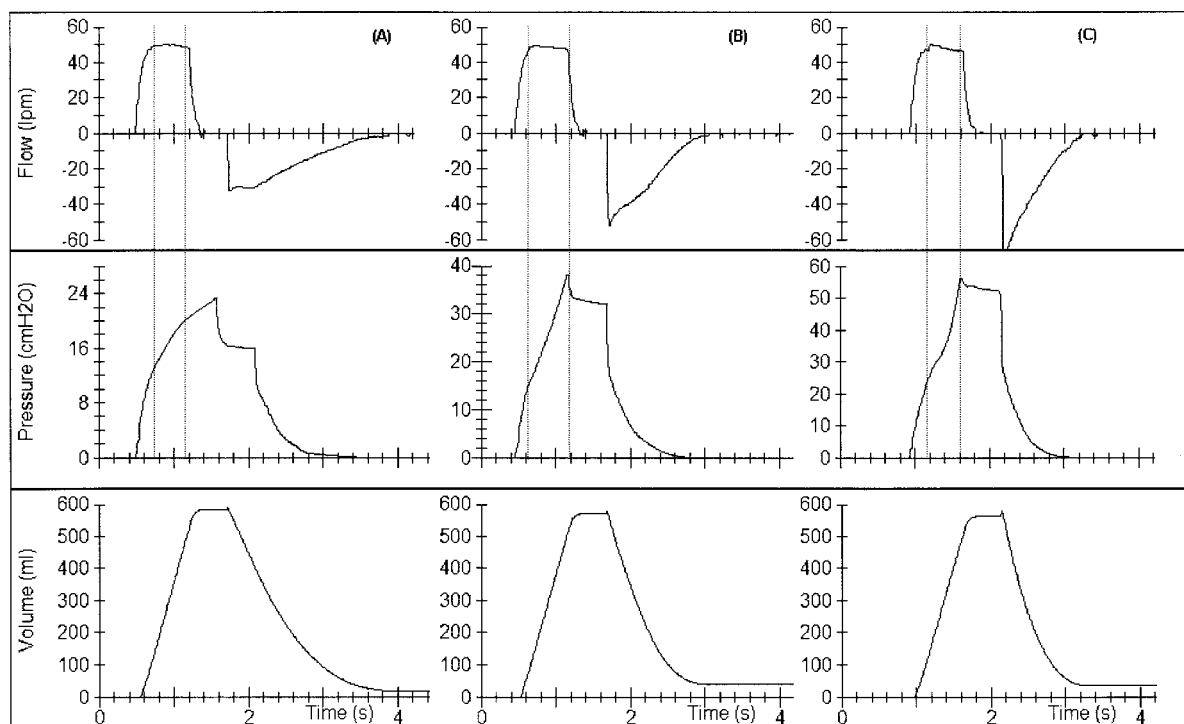 (A) (B) (C)
Flow (lpm)
60 60 60
40 40 40
20 20 20
0 0 0
-20 -20 -20
-40 -40 -40
-60 -60 -60
Pressure (cmH2O)
24 40 60
16 30 50
8 20 40
0 10 30
0 20
10
0
Volume (ml)
600 600 600
500 500 500
400 400 400
300 300 300
200 200 200
100 100 100
0 0 0
0 2 Time (s) 4 0 2 Time (s) 4 0 2 Time (s) 4